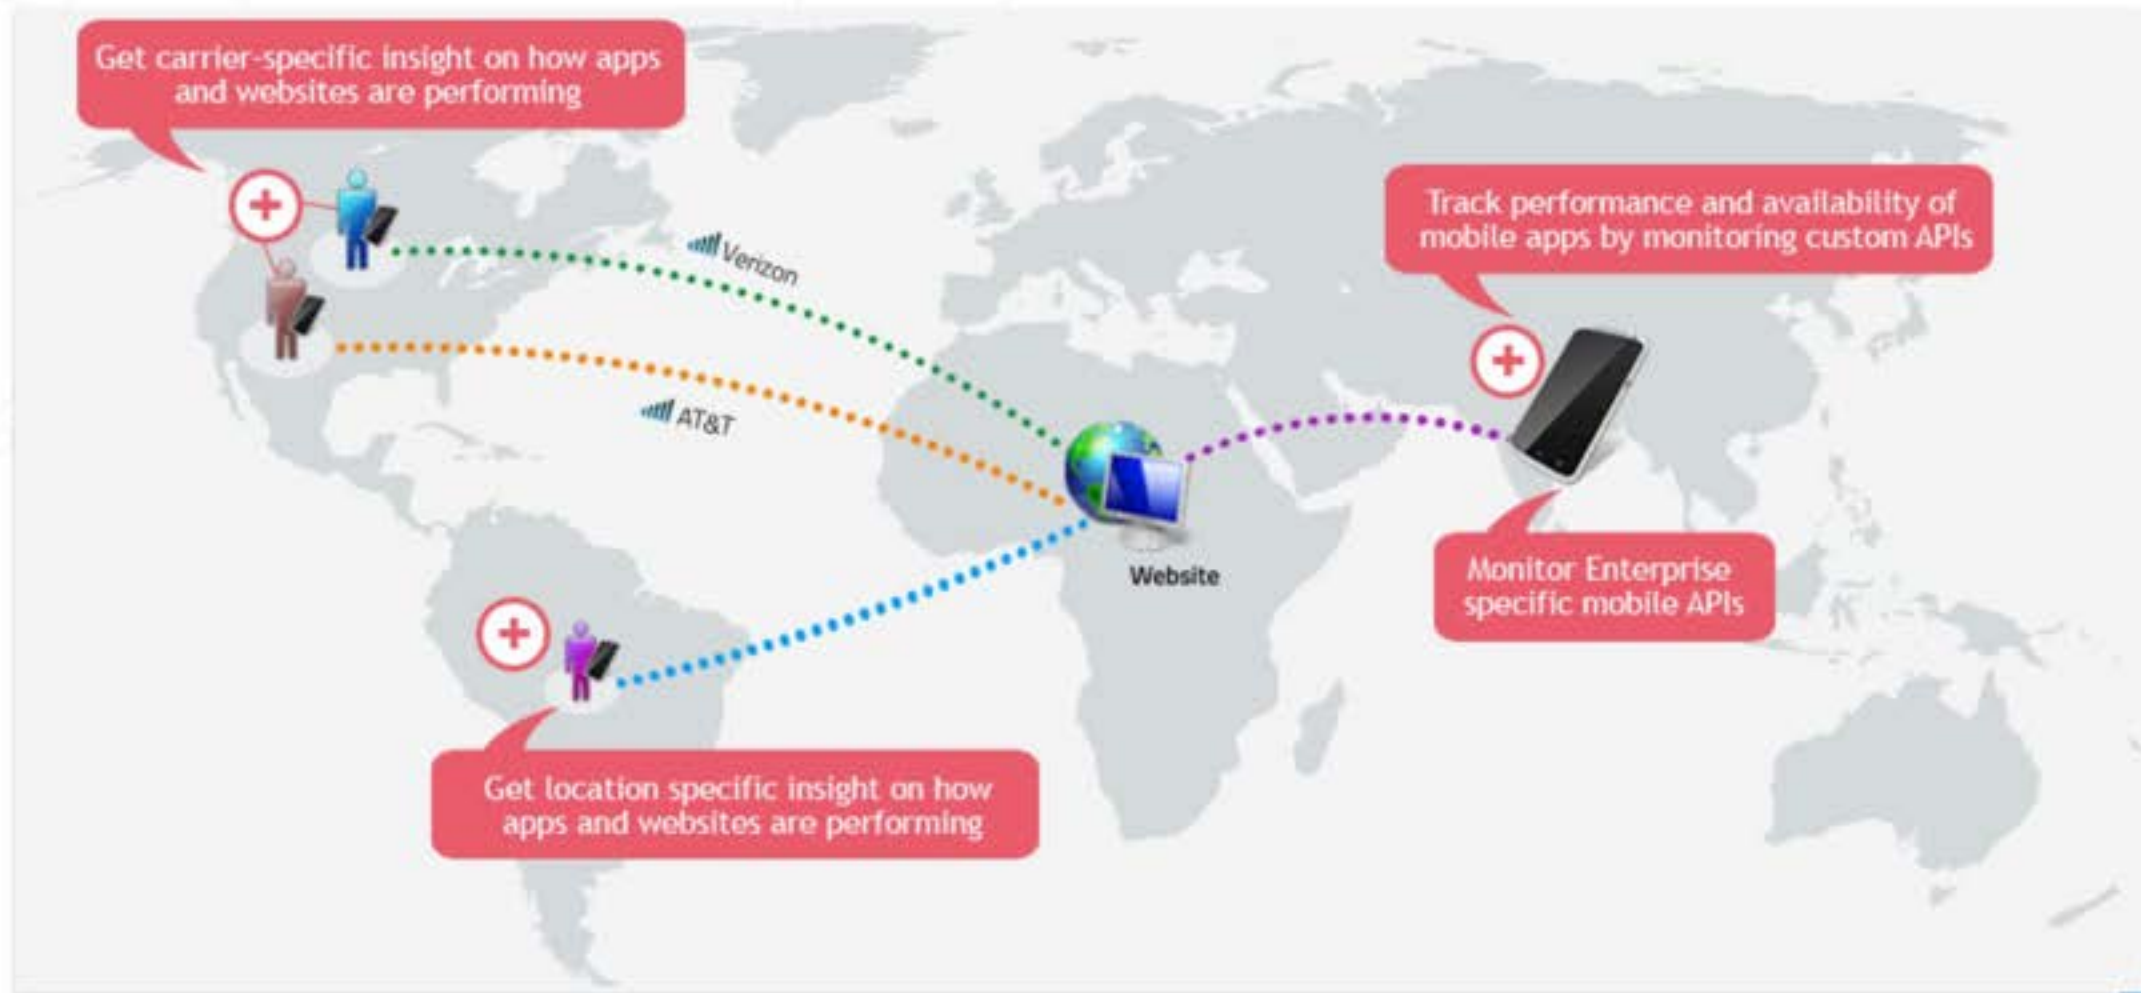 Get carrier-specific insight on how apps
and websites are performing
Track performance and availability of
mobile apps by monitoring custom APIs
Verizon
AT&T
Website
Monitor Enterprise
specific mobile APIs
Get location specific insight on how
apps and websites are performing